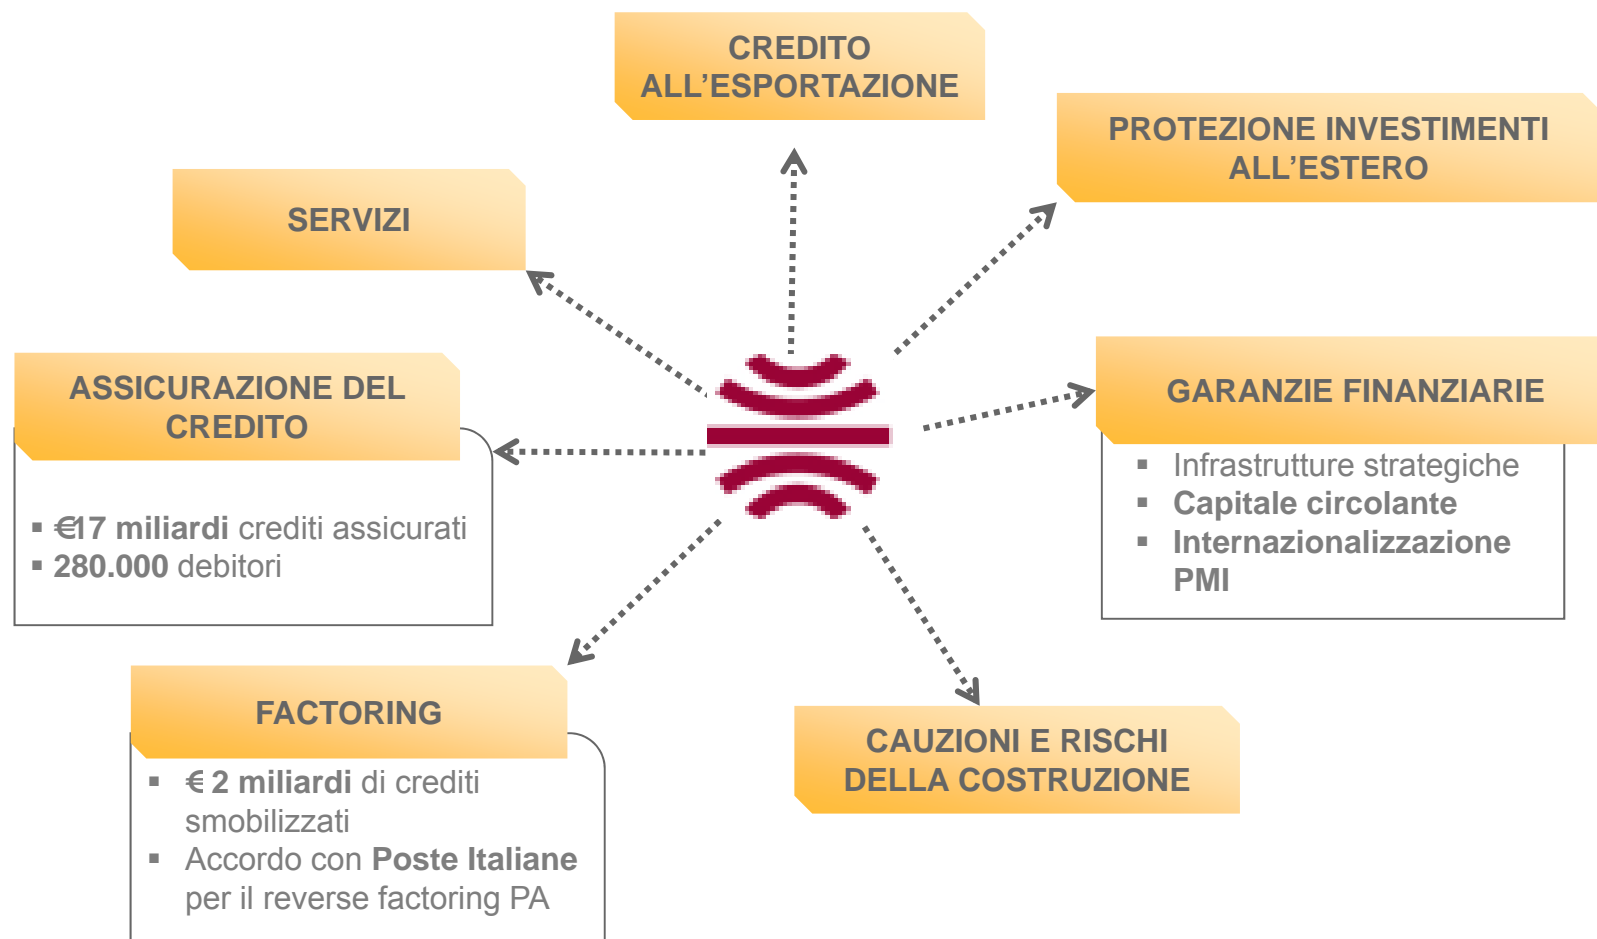 CREDITO
ALL’ESPORTAZIONE
PROTEZIONE INVESTIMENTI
ALL’ESTERO
SERVIZI
ASSICURAZIONE DEL
CREDITO
▪ €17 miliardi crediti assicurati
▪ 280.000 debitori
GARANZIE FINANZIARIE
▪ Infrastrutture strategiche
▪ Capitale circolante
▪ Internazionalizzazione
PMI
FACTORING
▪ € 2 miliardi di crediti
smobilizzati
▪ Accordo con Poste Italiane
per il reverse factoring PA
CAUZIONI E RISCHI
DELLA COSTRUZIONE